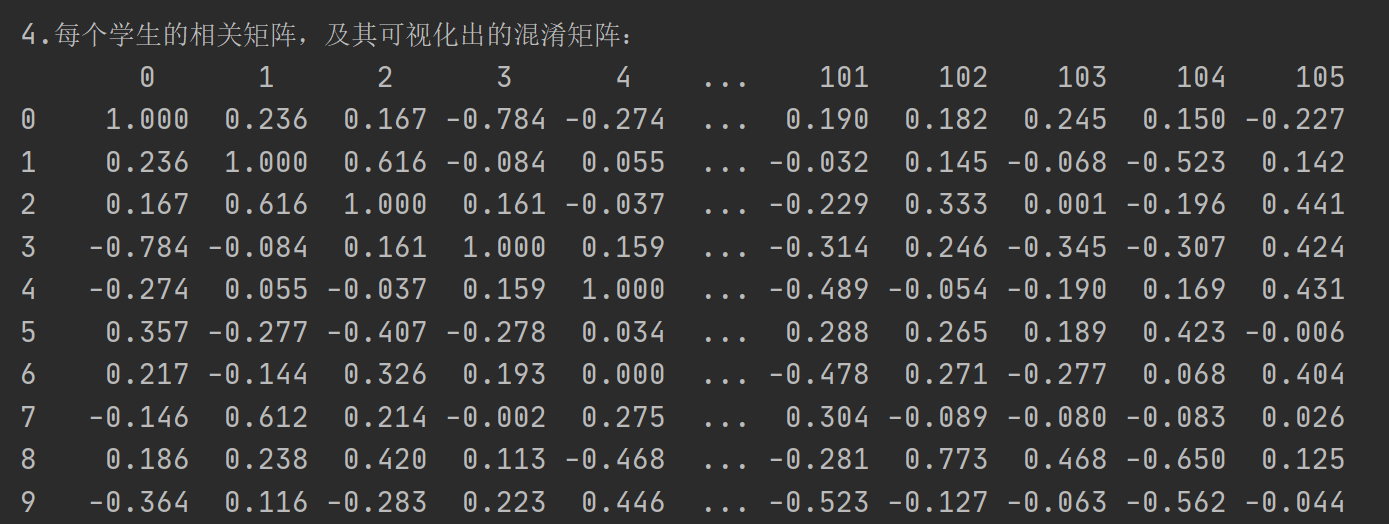 4.每个学生的相关矩阵，及其可视化出的混淆矩阵：
0 1 2 3 4 ... 101 102 103 104 105
0 1.000 0.236 0.167 -0.784 -0.274 ... 0.190 0.182 0.245 0.150 -0.227
1 0.236 1.000 0.616 -0.084 0.055 ... -0.032 0.145 -0.068 -0.523 0.142
2 0.167 0.616 1.000 0.161 -0.037 ... -0.229 0.333 0.001 -0.196 0.441
3 -0.784 -0.084 0.161 1.000 0.159 ... -0.314 0.246 -0.345 -0.307 0.424
4 -0.274 0.055 -0.037 0.159 1.000 ... -0.489 -0.054 -0.190 0.169 0.431
5 0.357 -0.277 -0.407 -0.278 0.034 ... 0.288 0.265 0.189 0.423 -0.006
6 0.217 -0.144 0.326 0.193 0.000 ... -0.478 0.271 -0.277 0.068 0.404
7 -0.146 0.612 0.214 -0.002 0.275 ... 0.304 -0.089 -0.080 -0.083 0.026
8 0.186 0.238 0.420 0.113 -0.468 ... -0.281 0.773 0.468 -0.650 0.125
9 -0.364 0.116 -0.283 0.223 0.446 ... -0.523 -0.127 -0.063 -0.562 -0.044